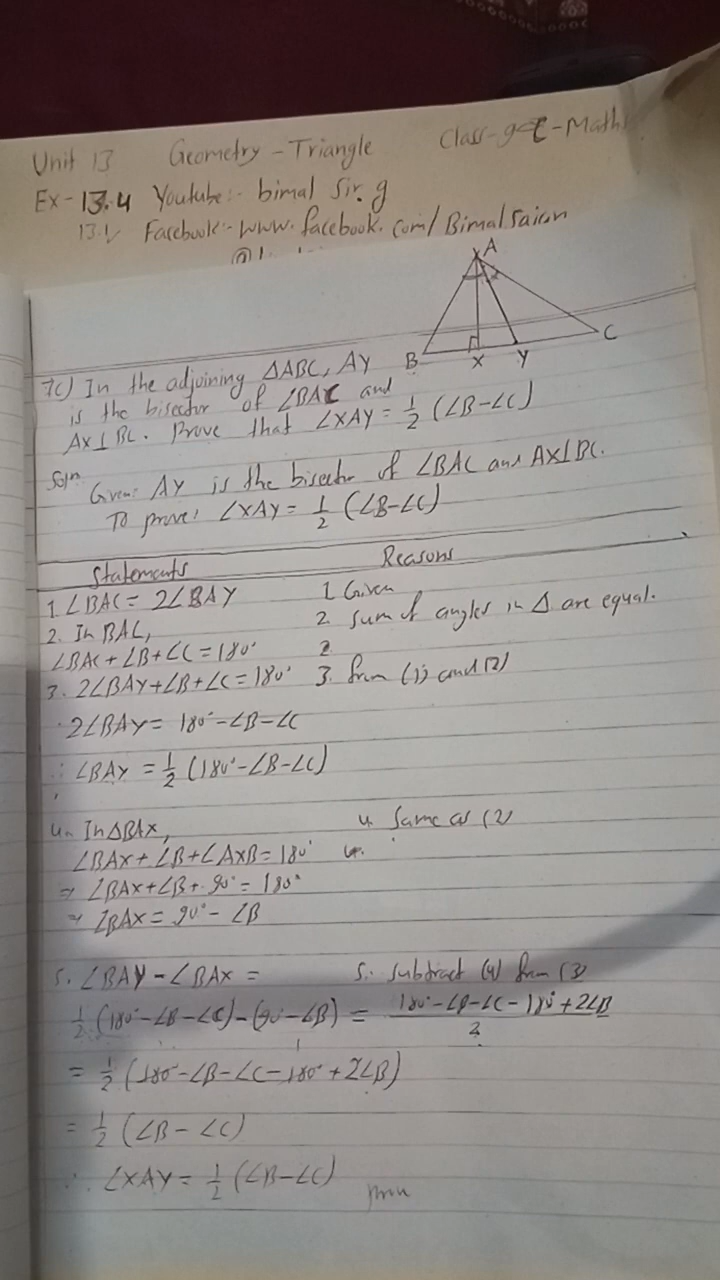 Unit 13 Geometry - Triangle Class-9 - Maths
Ex - 13.4 Youtube:- bimal Sir. g
13.1 Facebook:- www.facebook.com/Bimalsaion
A
B X Y C
7c) In the adjoining ΔABC, AY
is the bisector of ∠BAC and
AX⊥BC. Prove that ∠XAY = 1/2 (∠B-∠C)
Soln
Given: AY is the bisector of ∠BAC and AX⊥BC.
To prove: ∠XAY = 1/2 (∠B-∠C)
Statements Reasons
1. ∠BAC = 2∠BAY 1. Given
2. In BAC, 2. Sum of angles in Δ are equal.
∠BAC + ∠B + ∠C = 180° 2.
3. 2∠BAY + ∠B + ∠C = 180° 3. from (1) and (2)
2∠BAY = 180° - ∠B - ∠C
∴ ∠BAY = 1/2 (180° - ∠B - ∠C)
4. In ΔBAX, 4. Same as (2)
∠BAX + ∠B + ∠AXB = 180° 4.
⇒ ∠BAX + ∠B + 90° = 180°
⇒ ∠BAX = 90° - ∠B
5. ∠BAY - ∠BAX = 5. Subtract (4) from (3)
1/2 (180° - ∠B - ∠C) - (90° - ∠B) = (180° - ∠B - ∠C - 180° + 2∠B)/2
= 1/2 (180° - ∠B - ∠C - 180° + 2∠B)
= 1/2 (∠B - ∠C)
∴ ∠XAY = 1/2 (∠B - ∠C)